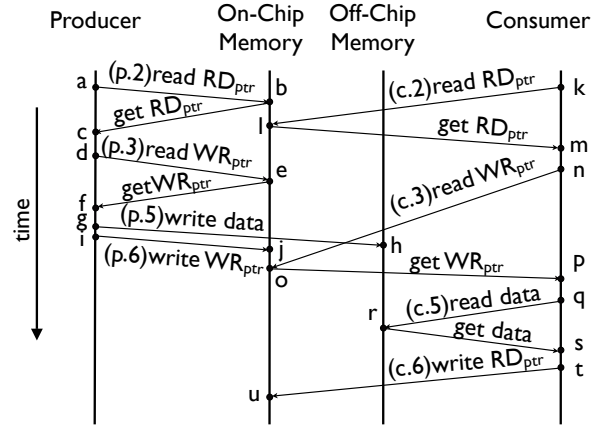 Producer
On-Chip Memory
Off-Chip Memory
Consumer
time
a
(p.2)read RDptr
b
(c.2)read RDptr
k
get RDptr
c
l
get RDptr
m
d
(p.3)read WRptr
e
(c.3)read WRptr
n
getWRptr
f
g
(p.5)write data
h
i
(p.6)write WRptr
j
o
get WRptr
p
(c.5)read data
q
r
get data
s
(c.6)write RDptr
t
u